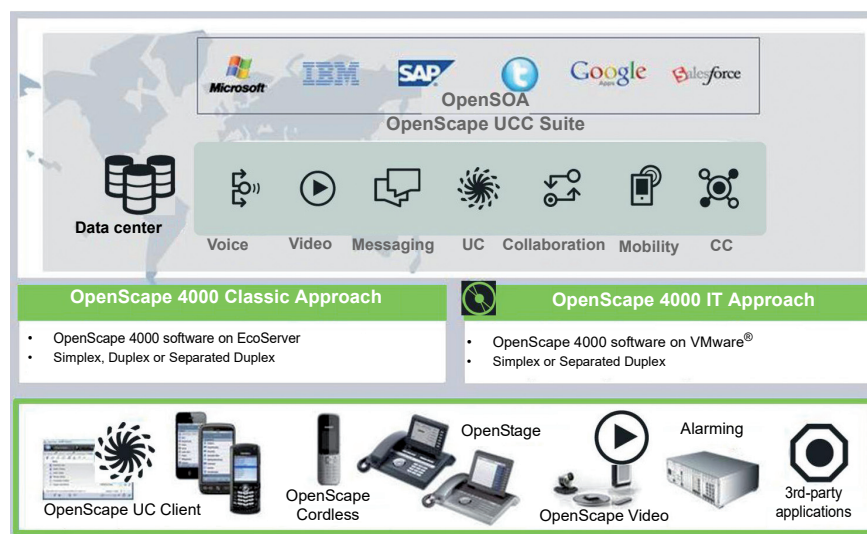 Microsoft
IBM
SAP
Google
Apps
salesforce
OpenSOA
OpenScape UCC Suite
Data center
Voice
Video
Messaging
UC
Collaboration
Mobility
CC
OpenScape 4000 Classic Approach
• OpenScape 4000 software on EcoServer
• Simplex, Duplex or Separated Duplex
OpenScape 4000 IT Approach
• OpenScape 4000 software on VMware®
• Simplex or Separated Duplex
OpenScape UC Client
OpenScape
Cordless
OpenStage
OpenScape Video
Alarming
3rd-party
applications